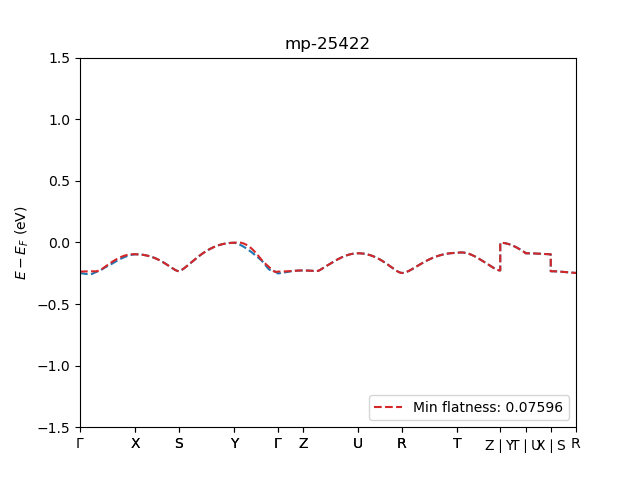 mp-25422
1.5
1.0
0.5
0.0
−0.5
−1.0
−1.5
E − E_F (eV)
Min flatness: 0.07596
Γ X S Y Γ Z U R T Z | Y T | U X | S R